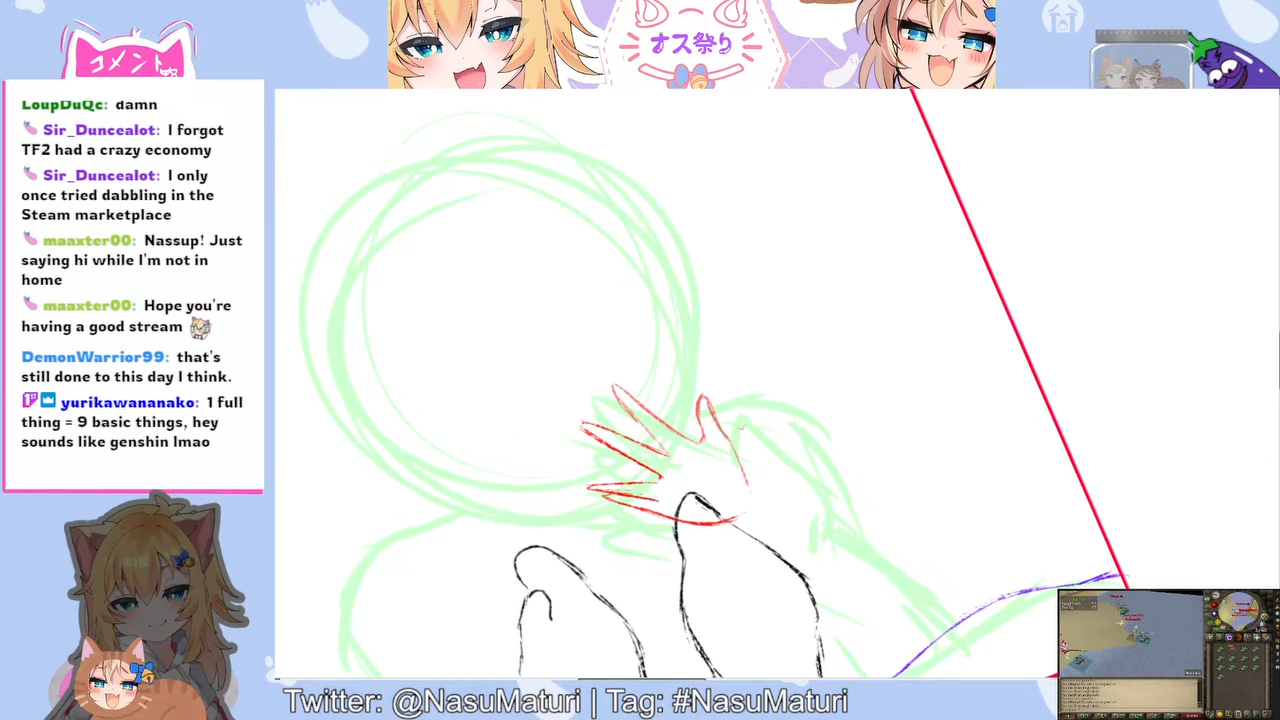 コメント
オス祭り
LoupDuQc: damn
Sir_Duncealot: I forgot
TF2 had a crazy economy
Sir_Duncealot: I only
once tried dabbling in the
Steam marketplace
maaxter00: Nassup! Just
saying hi while I'm not in
home
maaxter00: Hope you're
having a good stream
DemonWarrior99: that's
still done to this day I think.
1ST yurikawananako: 1 full
thing = 9 basic things, hey
sounds like genshin lmao
Twitter @NasuMaturi | Tag: #NasuMaturi